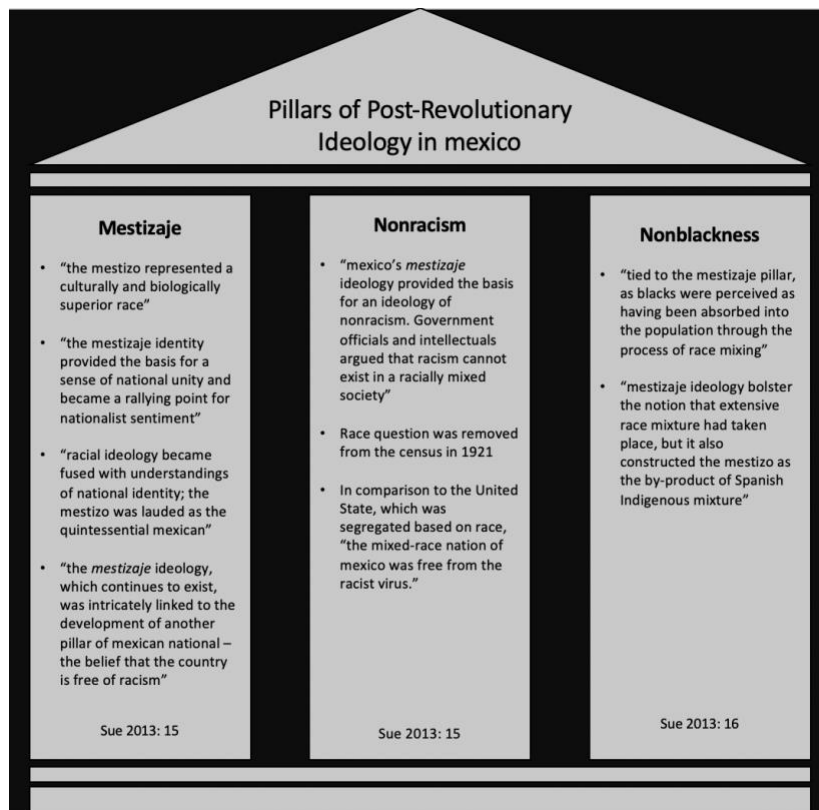 Pillars of Post-Revolutionary
Ideology in mexico
Mestizaje
• “the mestizo represented a
culturally and biologically
superior race”
• “the mestizaje identity
provided the basis for a
sense of national unity and
became a rallying point for
nationalist sentiment”
• “racial ideology became
fused with understandings
of national identity; the
mestizo was lauded as the
quintessential mexican”
• “the mestizaje ideology,
which continues to exist,
was intricately linked to the
development of another
pillar of mexican national –
the belief that the country
is free of racism”
Sue 2013: 15
Nonracism
• “mexico’s mestizaje
ideology provided the basis
for an ideology of
nonracism. Government
officials and intellectuals
argued that racism cannot
exist in a racially mixed
society”
• Race question was removed
from the census in 1921
• In comparison to the United
State, which was
segregated based on race,
“the mixed-race nation of
mexico was free from the
racist virus.”
Sue 2013: 15
Nonblackness
• “tied to the mestizaje pillar,
as blacks were perceived as
having been absorbed into
the population through the
process of race mixing”
• “mestizaje ideology bolster
the notion that extensive
race mixture had taken
place, but it also
constructed the mestizo as
the by-product of Spanish
Indigenous mixture”
Sue 2013: 16